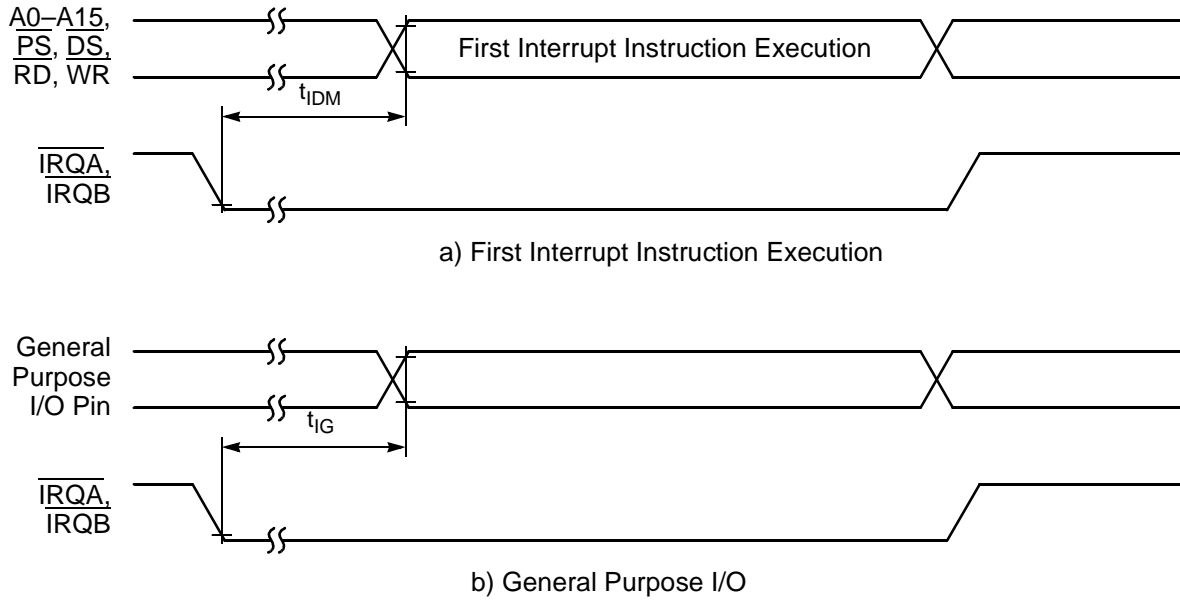 A0–A15,
PS, DS,
RD, WR
First Interrupt Instruction Execution
tIDM
IRQA,
IRQB
a) First Interrupt Instruction Execution
General
Purpose
I/O Pin
tIG
IRQA,
IRQB
b) General Purpose I/O